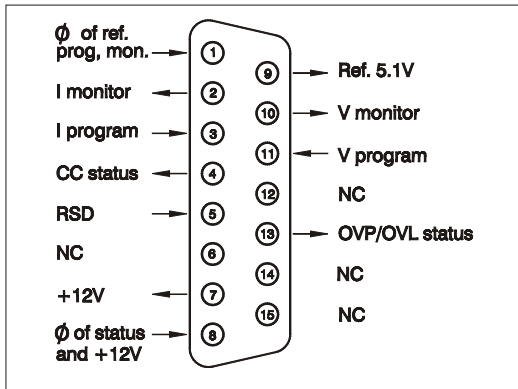 Ø of ref.
prog, mon.
1
I monitor
2
I program
3
CC status
4
RSD
5
NC
6
+12V
7
Ø of status
and +12V
8
9
Ref. 5.1V
10
V monitor
11
V program
12
NC
13
OVP/OVL status
14
NC
15
NC